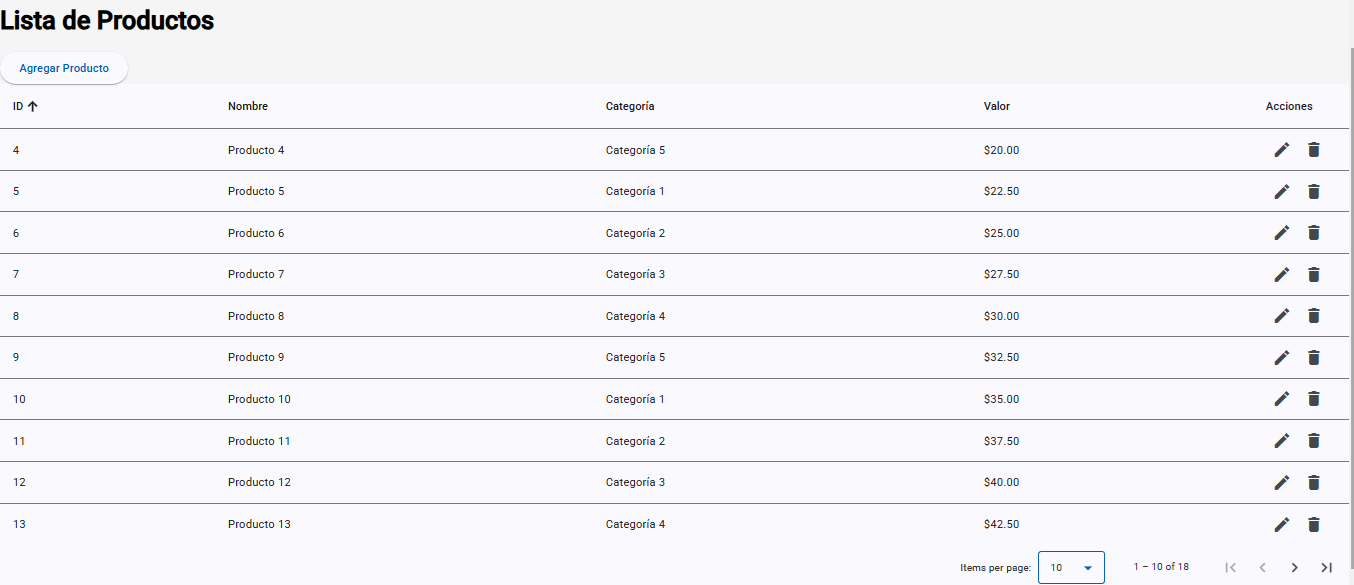 Lista de Productos
Agregar Producto
ID Nombre Categoría Valor Acciones
4 Producto 4 Categoría 5 $20.00
5 Producto 5 Categoría 1 $22.50
6 Producto 6 Categoría 2 $25.00
7 Producto 7 Categoría 3 $27.50
8 Producto 8 Categoría 4 $30.00
9 Producto 9 Categoría 5 $32.50
10 Producto 10 Categoría 1 $35.00
11 Producto 11 Categoría 2 $37.50
12 Producto 12 Categoría 3 $40.00
13 Producto 13 Categoría 4 $42.50
Items per page: 10 1 – 10 of 18